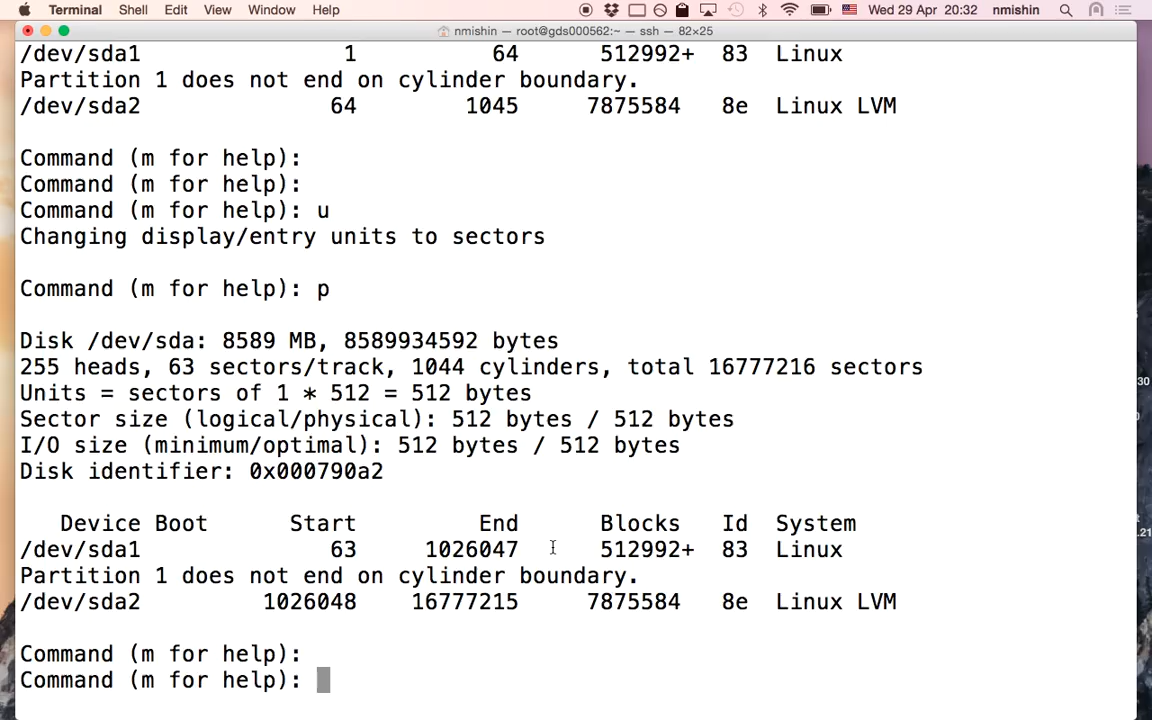 Terminal Shell Edit View Window Help Wed 29 Apr 20:32 nmishin
nmishin — root@gds000562:~ — ssh — 82×25
/dev/sda1 1 64 512992+ 83 Linux
Partition 1 does not end on cylinder boundary.
/dev/sda2 64 1045 7875584 8e Linux LVM
Command (m for help):
Command (m for help):
Command (m for help): u
Changing display/entry units to sectors
Command (m for help): p
Disk /dev/sda: 8589 MB, 8589934592 bytes
255 heads, 63 sectors/track, 1044 cylinders, total 16777216 sectors
Units = sectors of 1 * 512 = 512 bytes
Sector size (logical/physical): 512 bytes / 512 bytes
I/O size (minimum/optimal): 512 bytes / 512 bytes
Disk identifier: 0x000790a2
Device Boot Start End Blocks Id System
/dev/sda1 63 1026047 512992+ 83 Linux
Partition 1 does not end on cylinder boundary.
/dev/sda2 1026048 16777215 7875584 8e Linux LVM
Command (m for help):
Command (m for help):